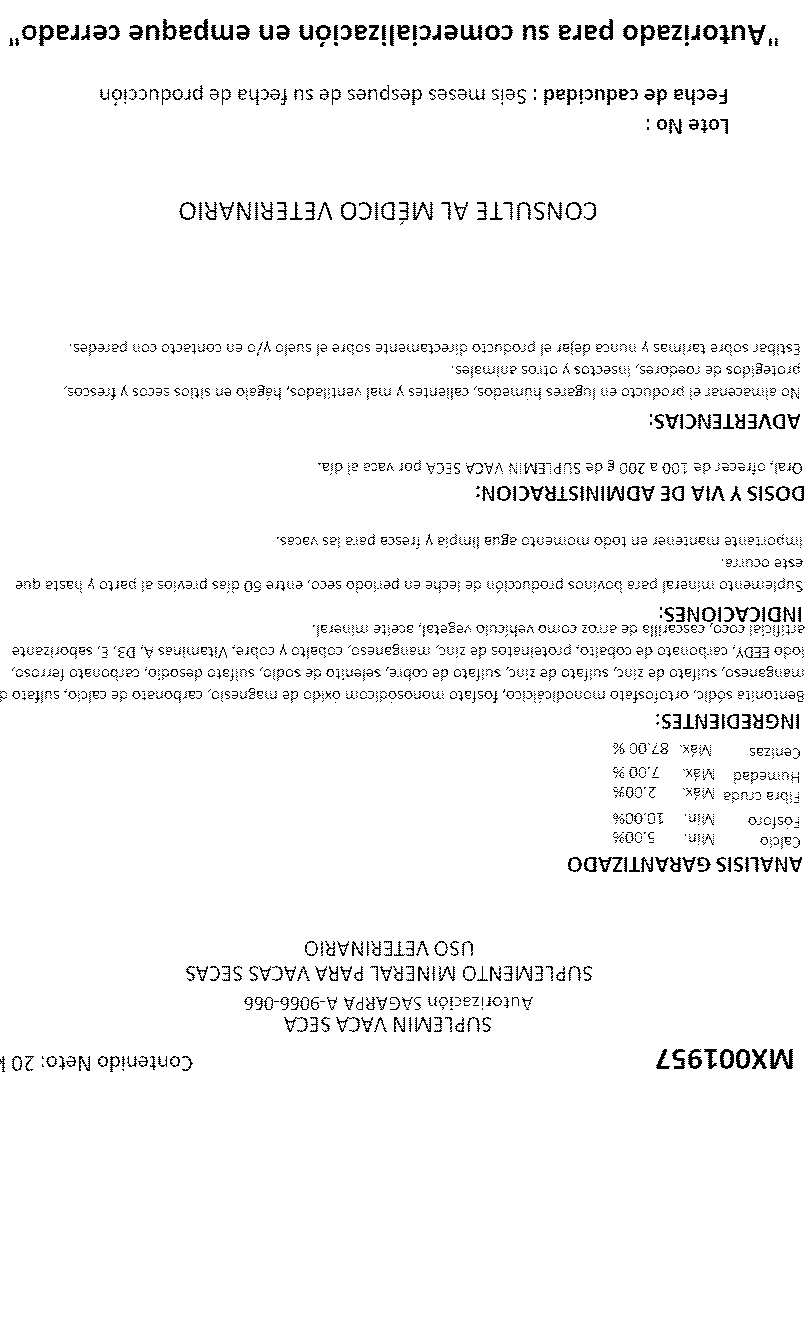 MX001957 Contenido Neto: 20 k
SUPLEMIN VACA SECA
Autorización SAGARPA A-9066-066
SUPLEMENTO MINERAL PARA VACAS SECAS
USO VETERINARIO
ANALISIS GARANTIZADO
Calcio Min. 5.00%
Fósforo Min. 10.00%
Fibra cruda Máx. 2.00%
Humedad Máx. 7.00 %
Cenizas Máx. 87.00 %
INGREDIENTES:
Bentonita sódic, ortofosfato monodicálcico, fosfato monosódicom óxido de magnesio, carbonato de calcio, sulfato d
manganeso, sulfato de zinc, sulfato de zinc, sulfato de cobre, selenito de sodio, sulfato desodio, carbonato ferroso,
Iodo EEDY, carbonato de cobalto, proteinatos de zinc, manganeso, cobalto y cobre, Vitaminas A, D3, E, saborizante
artificial coco, cascarilla de arroz como vehículo vegetal, aceite mineral.
INDICACIONES:
Suplemento mineral para bovinos producción de leche en periodo seco, entre 60 días previos al parto y hasta que
este ocurra.
Importante mantener en todo momento agua limpia y fresca para las vacas.
DOSIS Y VIA DE ADMINISTRACION:
Oral, ofrecer de 100 a 200 g de SUPLEMIN VACA SECA por vaca al día.
ADVERTENCIAS:
No almacenar el producto en lugares húmedos, calientes y mal ventilados, hágalo en sitios secos y frescos,
protegidos de roedores, insectos y otros animales.
Estibar sobre tarimas y nunca dejar el producto directamente sobre el suelo y/o en contacto con paredes.
CONSULTE AL MÉDICO VETERINARIO
Lote No :
Fecha de caducidad : Seis meses despues de su fecha de producción
"Autorizado para su comercialización en empaque cerrado"